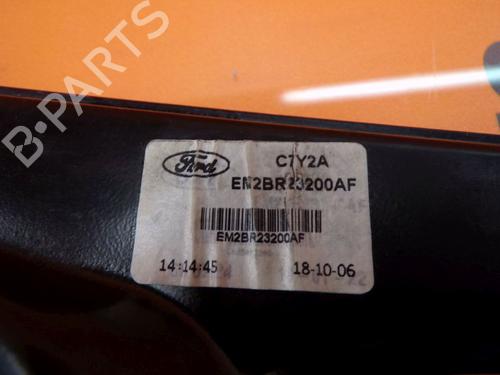 B-PARTS
Ford
C7Y2A
EM2BR23200AF
EM2BR23200AF
14:14:45
18-10-06